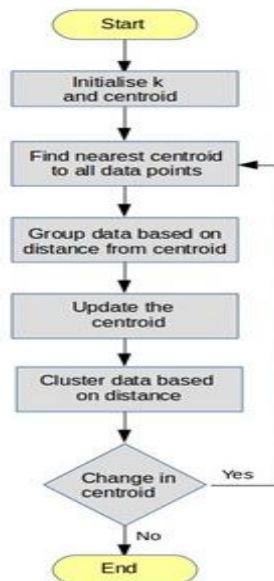 Start
Initialise k
and centroid
Find nearest centroid
to all data points
Group data based on
distance from centroid
Update the
centroid
Cluster data based
on distance
Change in
centroid
Yes
No
End